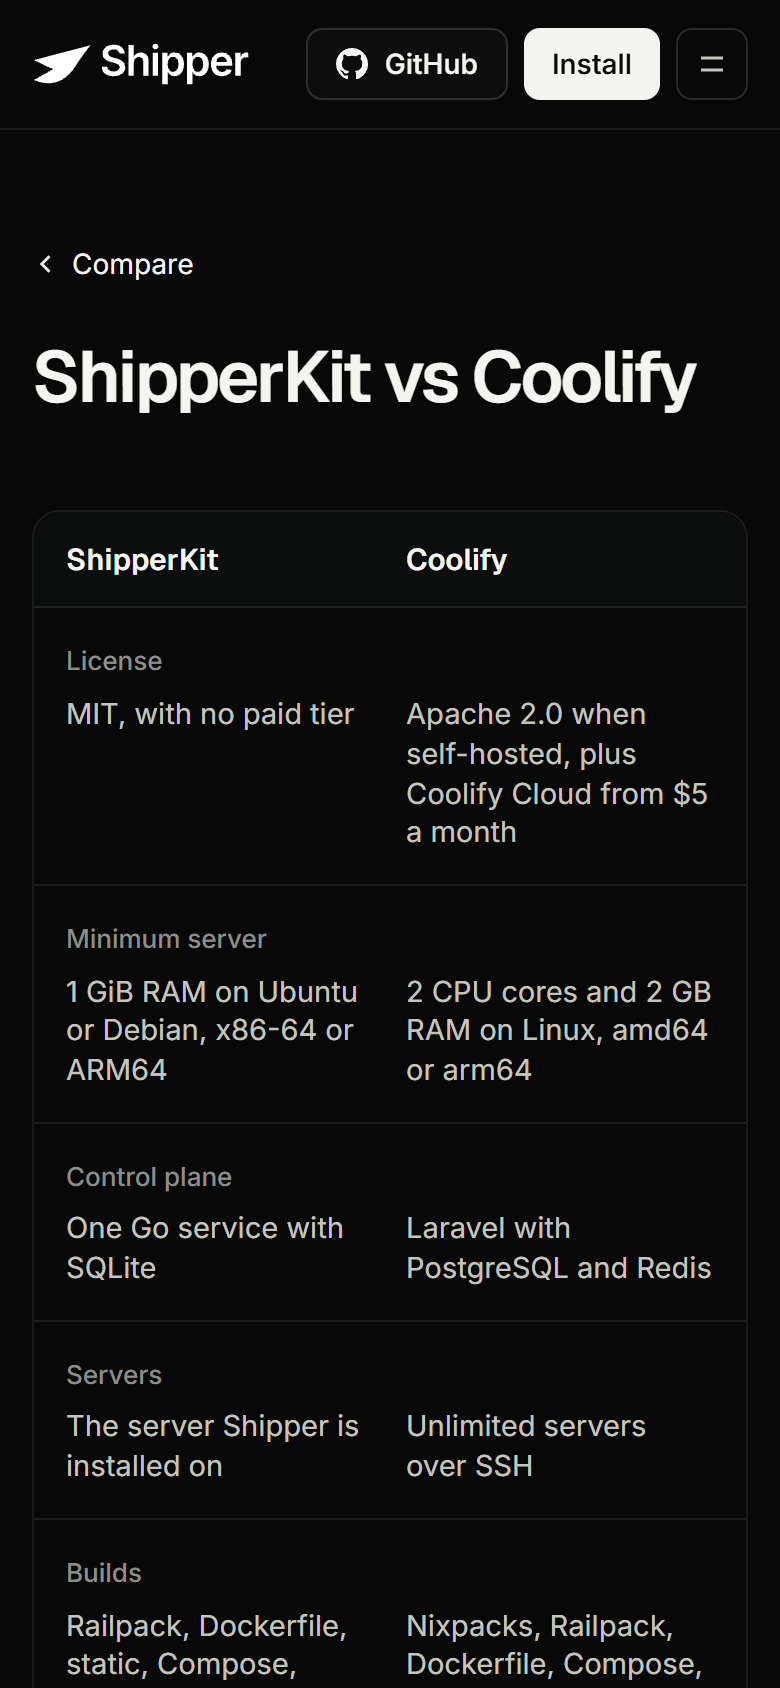 Shipper
GitHub
Install
Compare
ShipperKit vs Coolify
ShipperKit
Coolify
License
MIT, with no paid tier
Apache 2.0 when
self-hosted, plus
Coolify Cloud from $5
a month
Minimum server
1 GiB RAM on Ubuntu
or Debian, x86-64 or
ARM64
2 CPU cores and 2 GB
RAM on Linux, amd64
or arm64
Control plane
One Go service with
SQLite
Laravel with
PostgreSQL and Redis
Servers
The server Shipper is
installed on
Unlimited servers
over SSH
Builds
Railpack, Dockerfile,
static, Compose,
Nixpacks, Railpack,
Dockerfile, Compose,